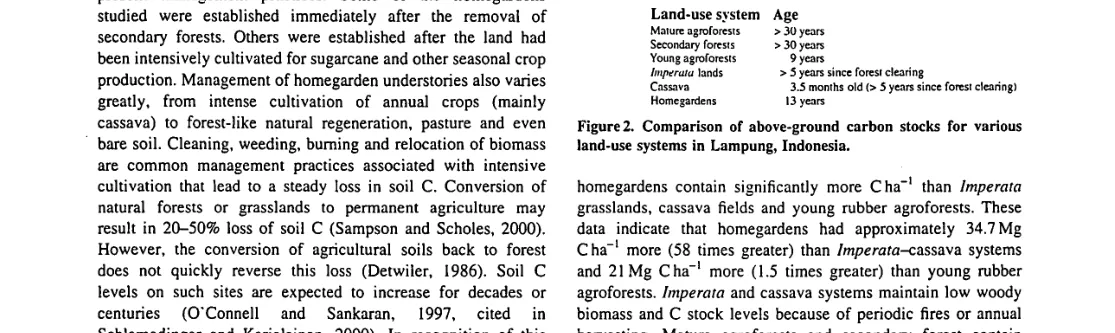 studied were established immediately after the removal of
secondary forests. Others were established after the land had
been intensively cultivated for sugarcane and other seasonal crop
production. Management of homegarden understories also varies
greatly, from intense cultivation of annual crops (mainly
cassava) to forest-like natural regeneration, pasture and even
bare soil. Cleaning, weeding, burning and relocation of biomass
are common management practices associated with intensive
cultivation that lead to a steady loss in soil C. Conversion of
natural forests or grasslands to permanent agriculture may
result in 20–50% loss of soil C (Sampson and Scholes, 2000).
However, the conversion of agricultural soils back to forest
does not quickly reverse this loss (Detwiler, 1986). Soil C
levels on such sites are expected to increase for decades or
centuries (O'Connell and Sankaran, 1997, cited in
Land-use system Age
Mature agroforests > 30 years
Secondary forests > 30 years
Young agroforests 9 years
Imperata lands > 5 years since forest clearing
Cassava 3.5 months old (> 5 years since forest clearing)
Homegardens 13 years
Figure 2. Comparison of above-ground carbon stocks for various
land-use systems in Lampung, Indonesia.
homegardens contain significantly more C ha⁻¹ than Imperata
grasslands, cassava fields and young rubber agroforests. These
data indicate that homegardens had approximately 34.7 Mg
C ha⁻¹ more (58 times greater) than Imperata–cassava systems
and 21 Mg C ha⁻¹ more (1.5 times greater) than young rubber
agroforests. Imperata and cassava systems maintain low woody
biomass and C stock levels because of periodic fires or annual